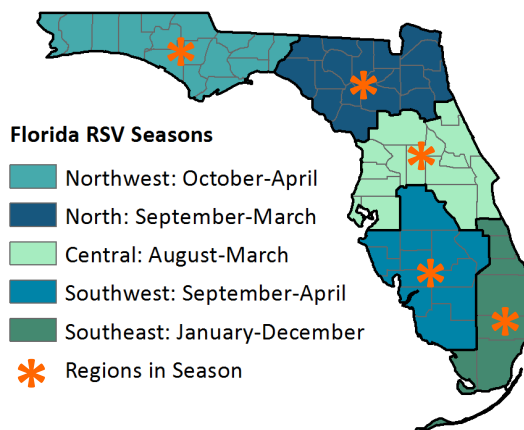 Florida RSV Seasons
Northwest: October-April
North: September-March
Central: August-March
Southwest: September-April
Southeast: January-December
Regions in Season